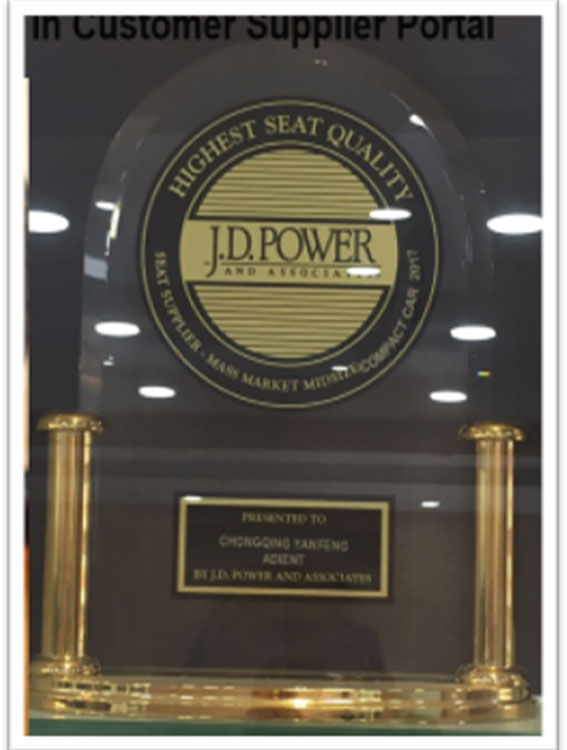 in Customer Supplier Portal
HIGHEST SEAT QUALITY
J.D. POWER
AND ASSOCIATES
SEAT SUPPLIER - MASS MARKET MIDSIZE/COMPACT CAR 2017
PRESENTED TO
CHONGQING YANFENG
ADIENT
BY J.D. POWER AND ASSOCIATES